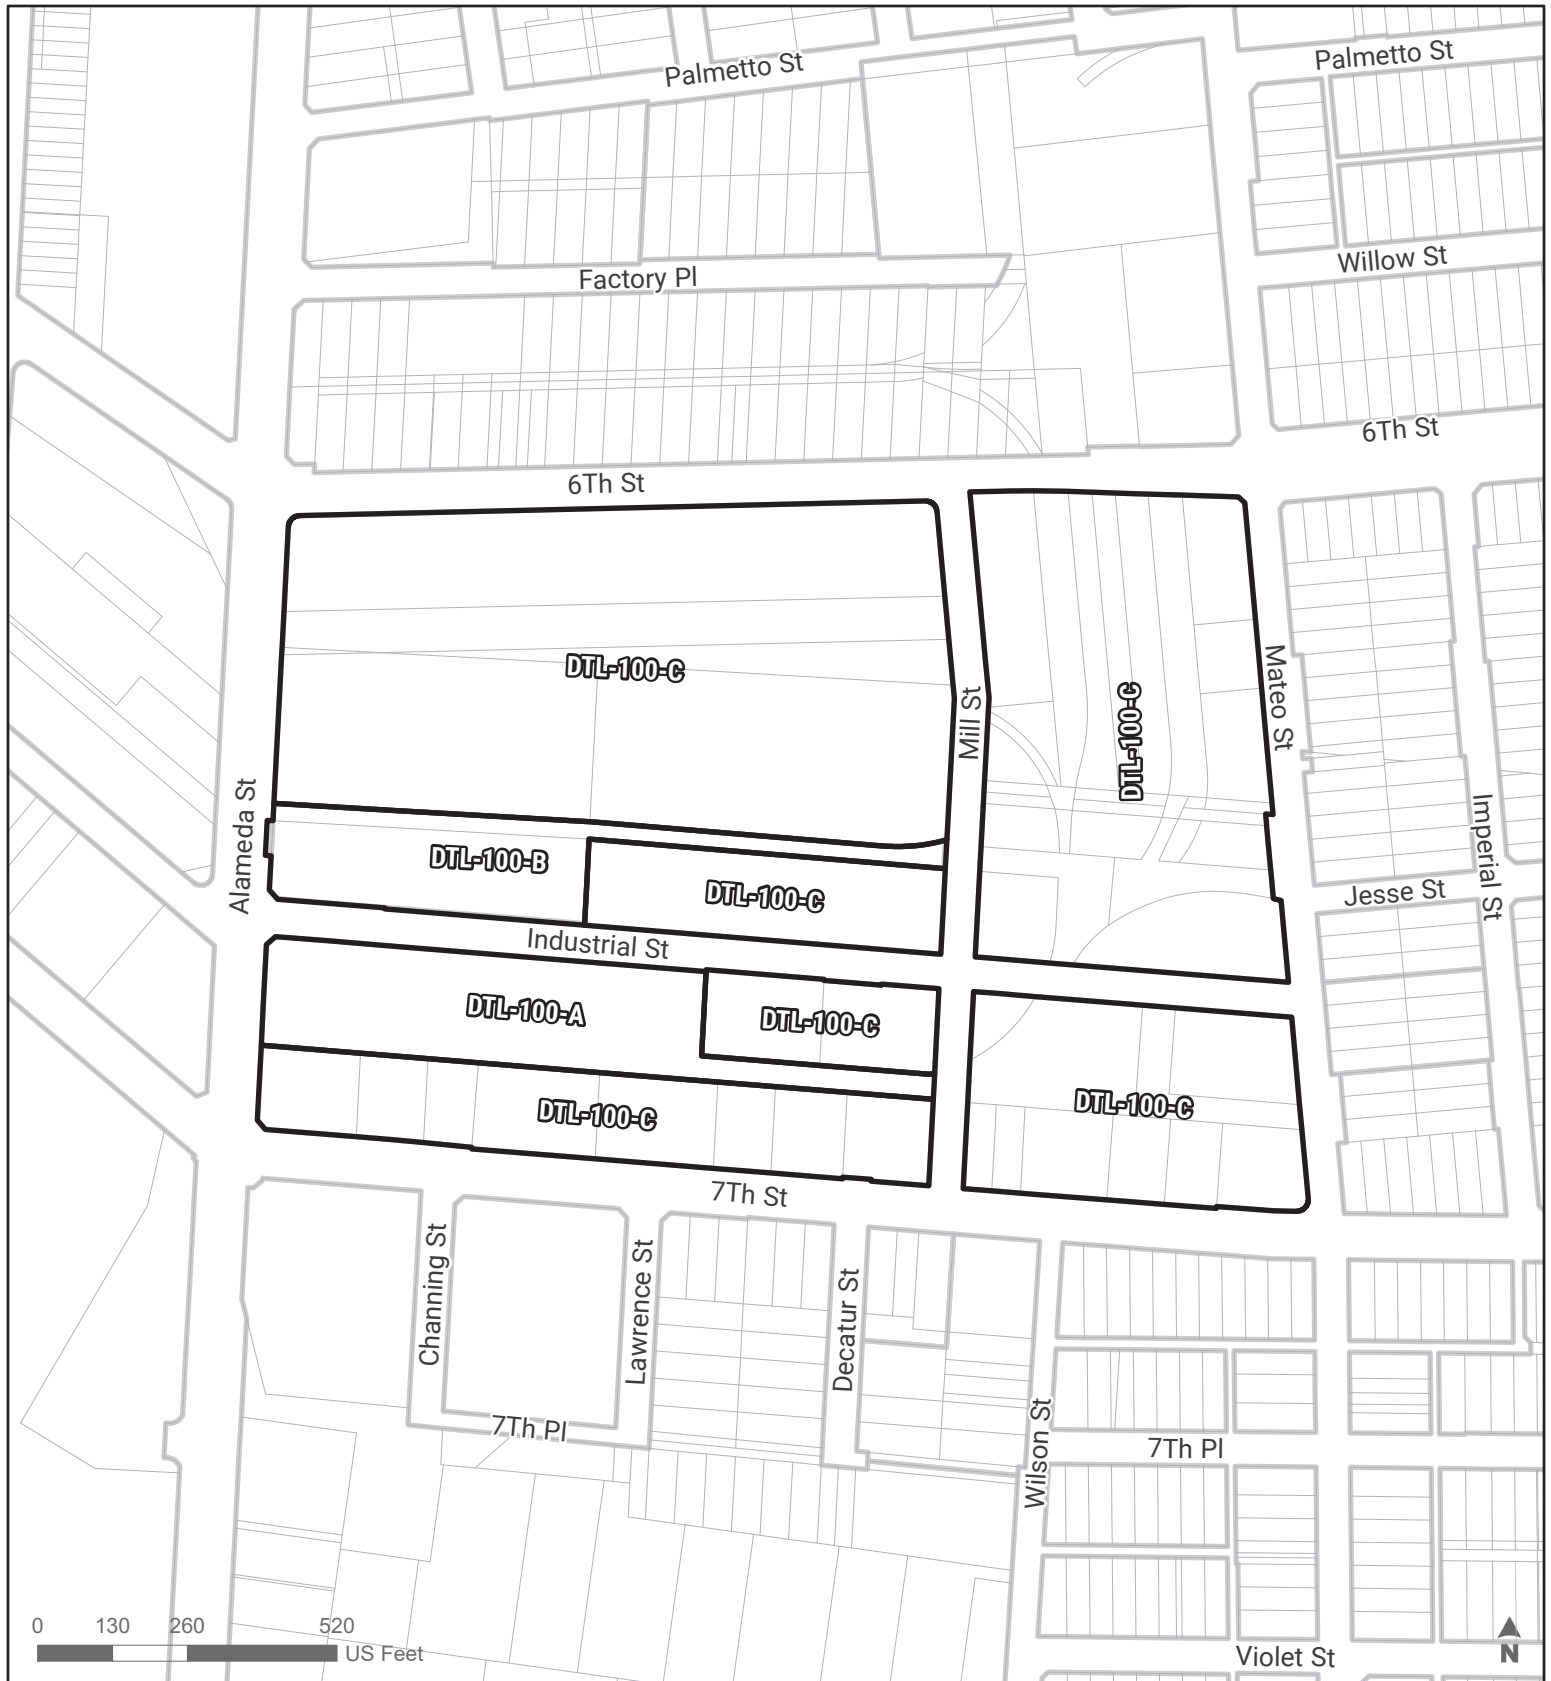 Palmetto St
Palmetto St
Factory Pl
Willow St
6Th St
6Th St
DTL-100-C
Mill St
DTL-100-C
Mateo St
Alameda St
DTL-100-B
DTL-100-C
Imperial St
Jesse St
Industrial St
DTL-100-A
DTL-100-C
DTL-100-C
DTL-100-C
7Th St
Channing St
Lawrence St
Decatur St
7Th Pl
Wilson St
7Th Pl
0 130 260 520
US Feet
Violet St
N